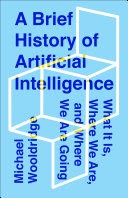 A Brief
History of
Artificial
Intelligence
What It Is,
Where We Are,
and Where
We Are Going
Michael
Wooldridge